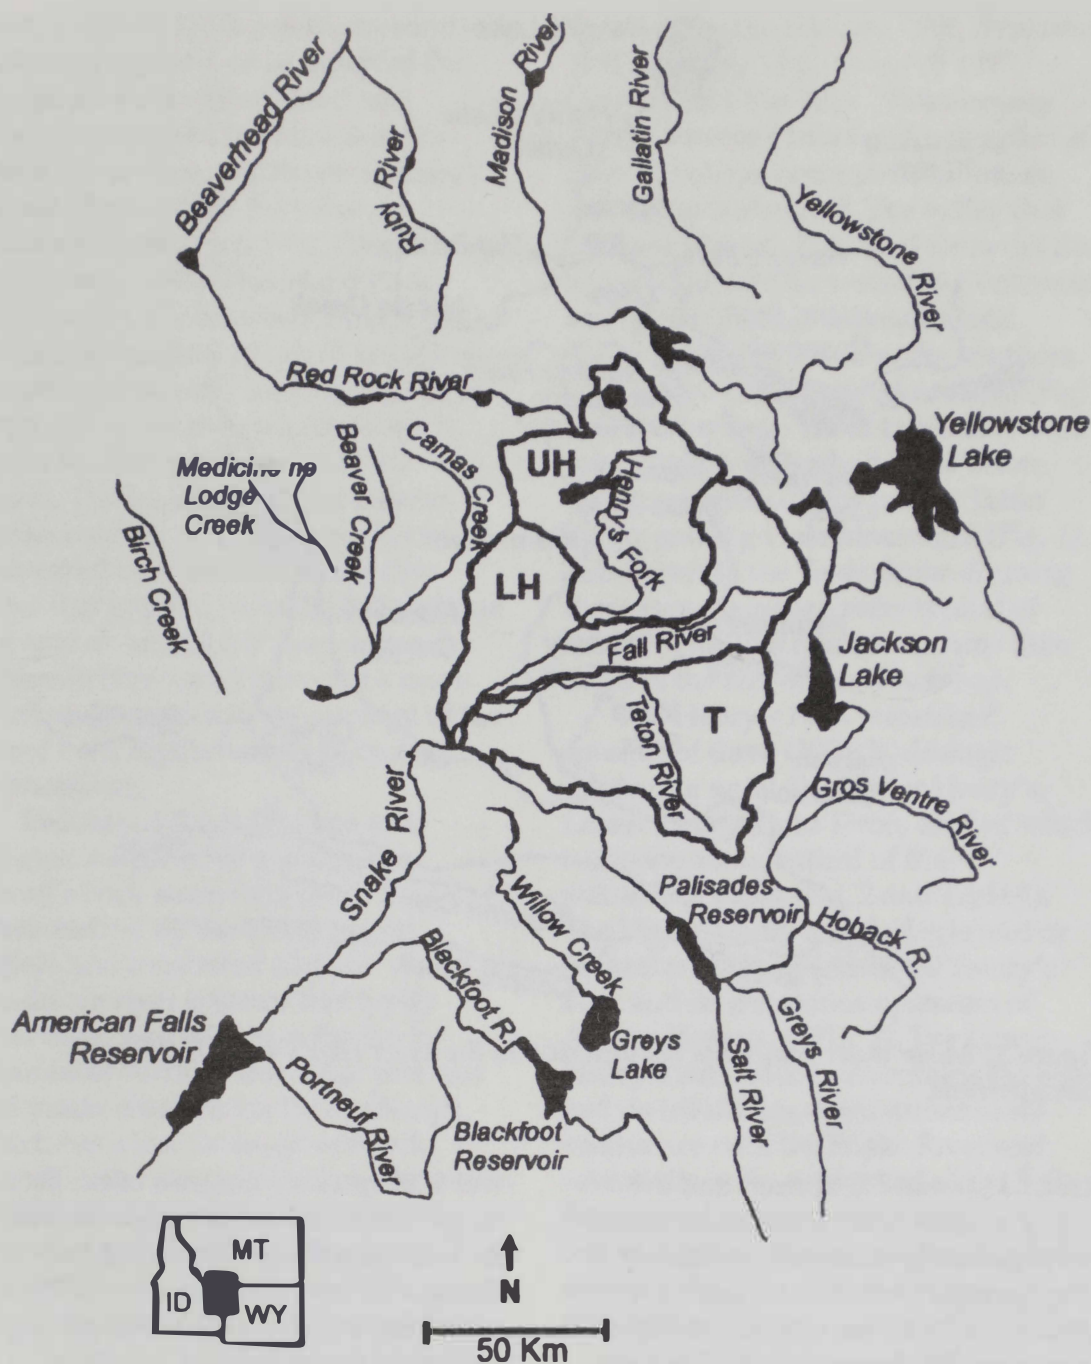 Beaverhead River
Ruby River
Madison River
Gallatin River
Yellowstone River
Red Rock River
Yellowstone
Lake
Camas Creek
Beaver Creek
Lodge
Creek
Birch Creek
UH
Henry's Fork
LH
Fall River
Jackson
Lake
T
Teton River
Gros Ventre River
Snake River
Palisades
Reservoir
Hoback R.
Willow Creek
Blackfoot R.
American Falls
Reservoir
Greys
Lake
Greys River
Salt River
Portneuf River
Blackfoot
Reservoir
MT
ID
WY
N
50 Km